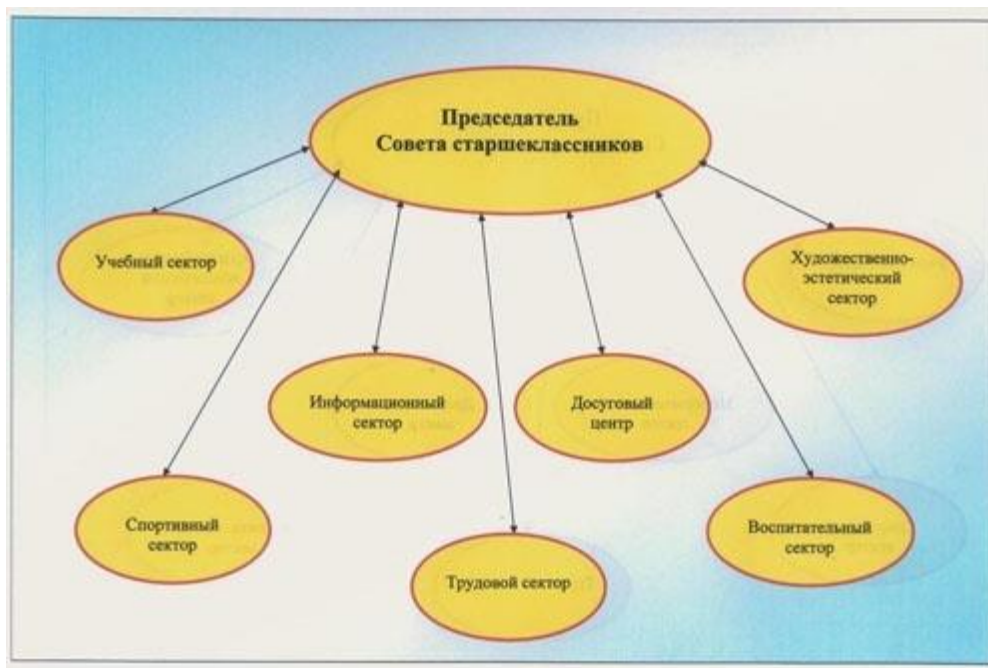 Председатель
Совета старшеклассников
Учебный сектор
Художественно-
эстетический
сектор
Информационный
сектор
Досуговый
центр
Спортивный
сектор
Воспитательный
сектор
Трудовой сектор